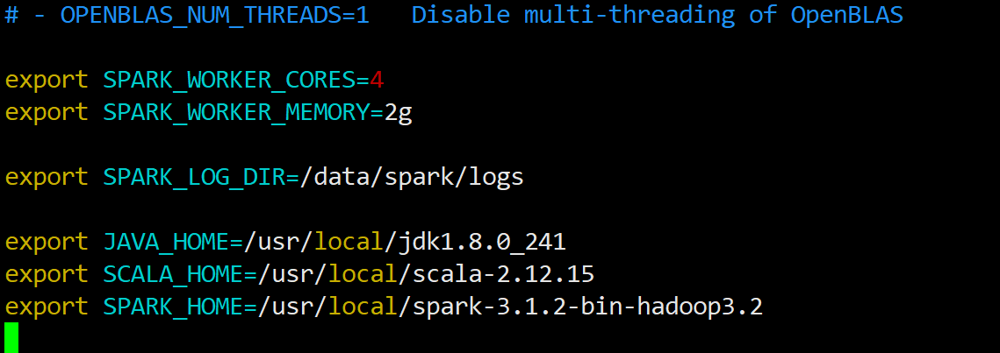 # - OPENBLAS_NUM_THREADS=1   Disable multi-threading of OpenBLAS
export SPARK_WORKER_CORES=4
export SPARK_WORKER_MEMORY=2g
export SPARK_LOG_DIR=/data/spark/logs
export JAVA_HOME=/usr/local/jdk1.8.0_241
export SCALA_HOME=/usr/local/scala-2.12.15
export SPARK_HOME=/usr/local/spark-3.1.2-bin-hadoop3.2